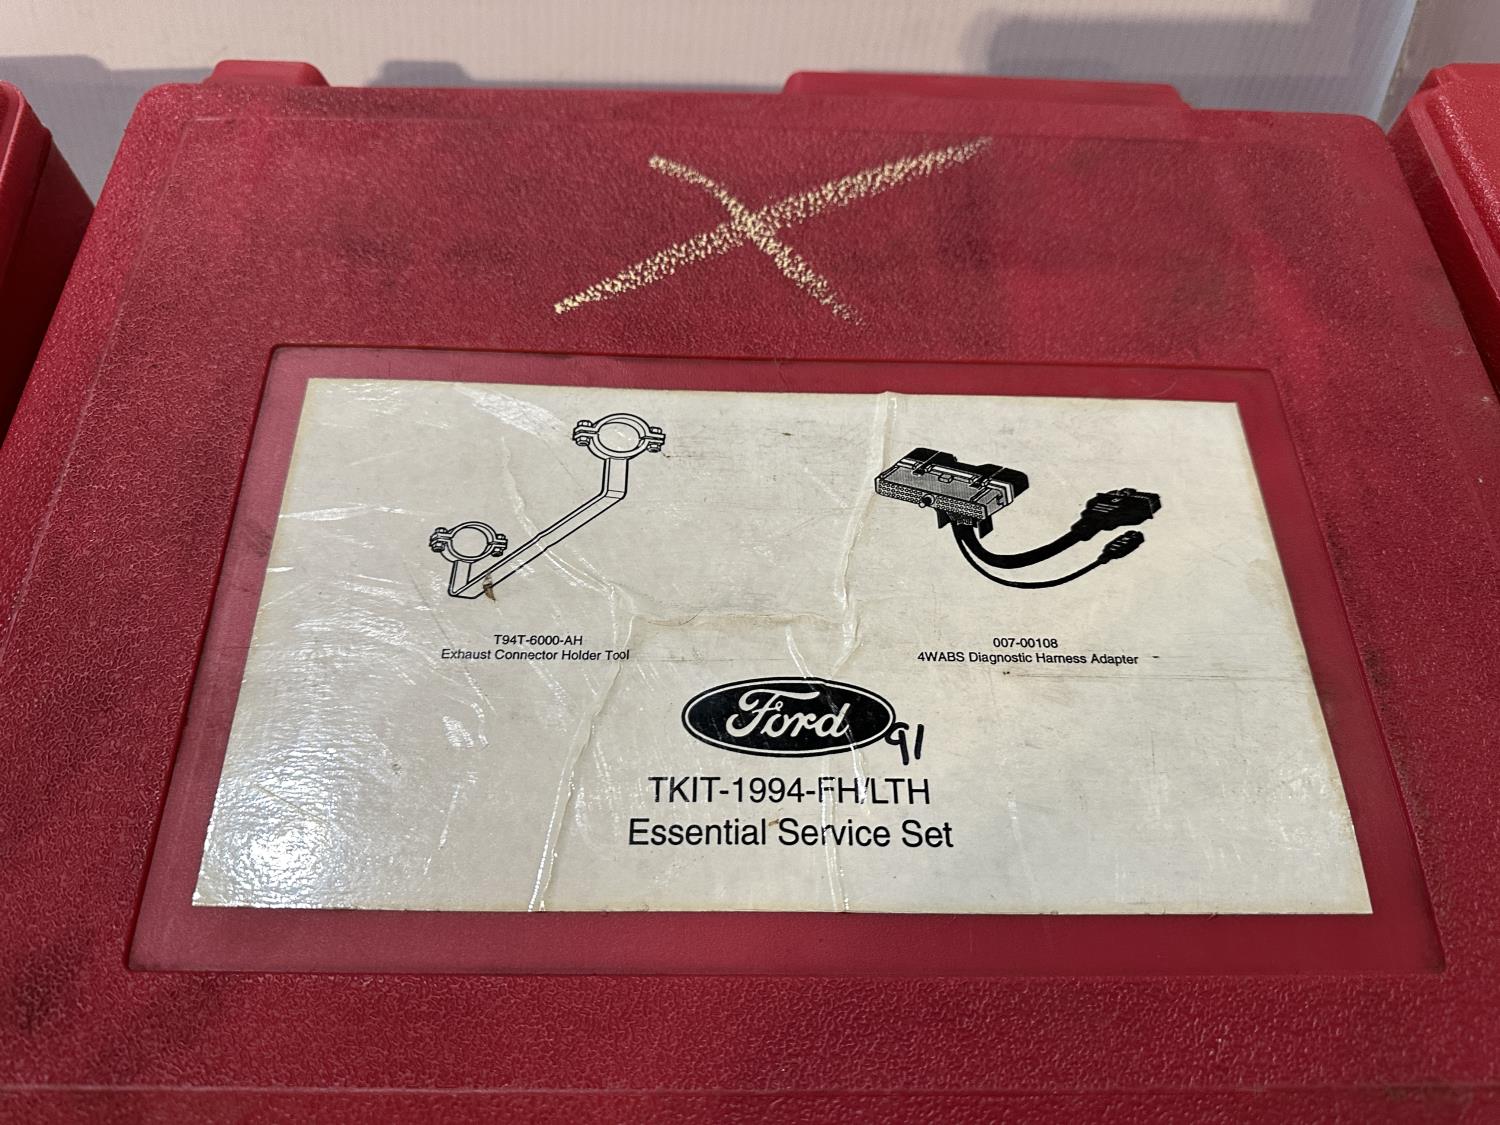 T94T-6000-AH
Exhaust Connector Holder Tool
007-00108
4WABS Diagnostic Harness Adapter
Ford
91
TKIT-1994-FH/LTH
Essential Service Set